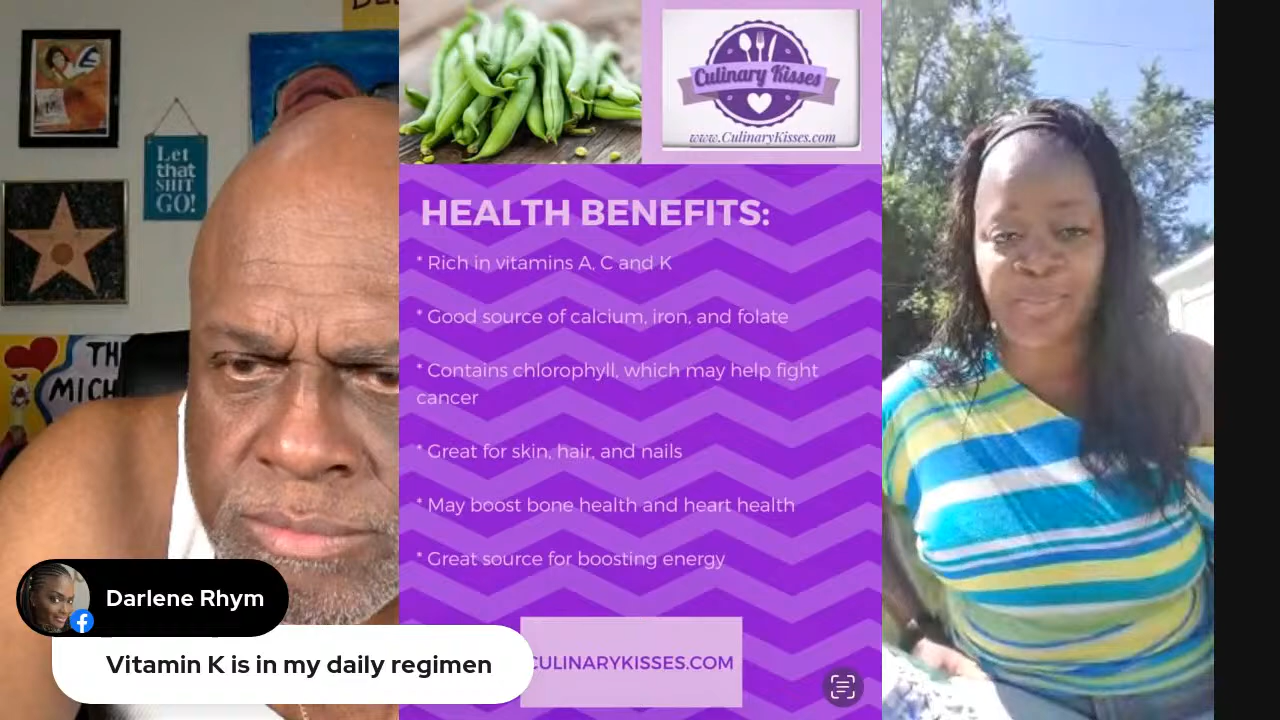 Let
that
SHIT
GO!
TH
MICH
Culinary Kisses
www.CulinaryKisses.com
HEALTH BENEFITS:
* Rich in vitamins A, C and K
* Good source of calcium, iron, and folate
* Contains chlorophyll, which may help fight
cancer
* Great for skin, hair, and nails
* May boost bone health and heart health
* Great source for boosting energy
CULINARYKISSES.COM
Darlene Rhym
Vitamin K is in my daily regimen